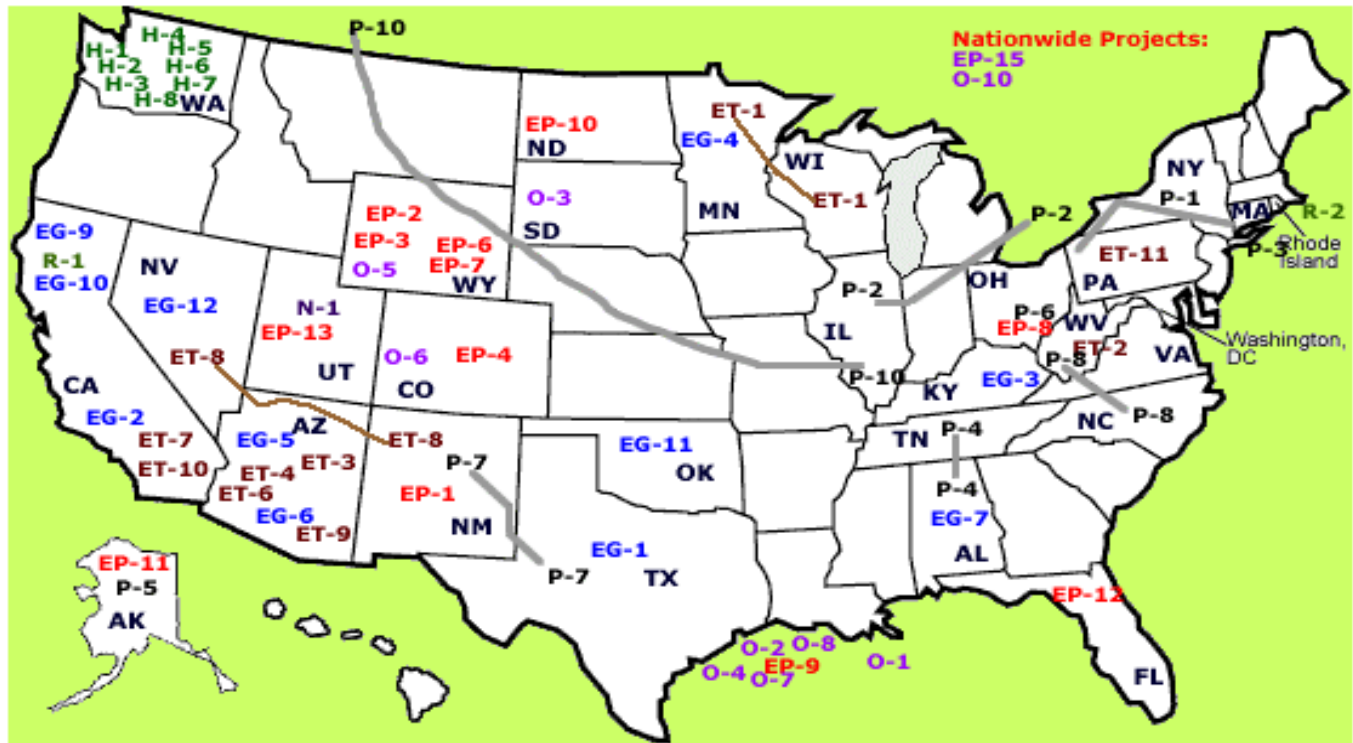 P-10
Nationwide Projects:
EP-15
O-10
H-4
H-1
H-5
H-2
H-6
H-3
H-7
H-8
WA
EP-10
ND
ET-1
EG-4
WI
ET-1
MN
NY
P-1
MA
R-2
Rhode
Island
P-3
P-2
O-3
SD
EP-2
EP-3
EP-6
O-5
EP-7
WY
EG-9
R-1
EG-10
NV
EG-12
N-1
EP-13
UT
ET-8
O-6
EP-4
CO
P-2
IL
P-10
OH
P-6
EP-8
ET-11
PA
WV
ET-2
VA
Washington,
DC
P-8
P-8
KY
EG-3
NC
TN
P-4
P-4
EG-7
AL
CA
EG-2
ET-7
ET-10
AZ
EG-5
ET-3
ET-4
ET-6
EG-6
ET-9
ET-8
P-7
EP-1
NM
P-7
EG-11
OK
EG-1
TX
EP-11
P-5
AK
O-2
O-8
EP-9
O-4
O-7
O-1
EP-12
FL